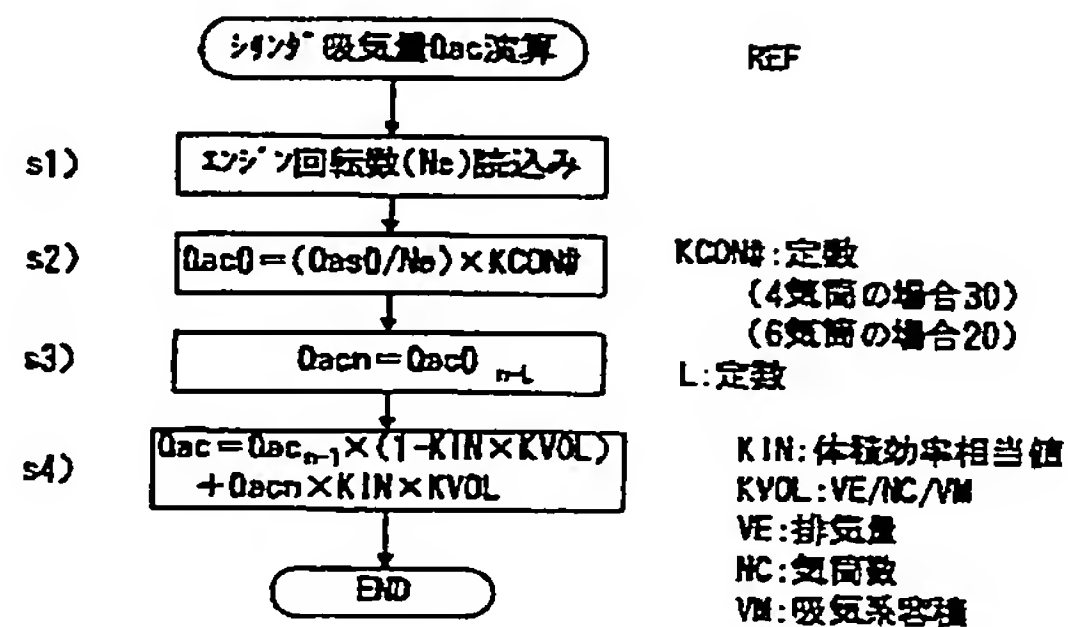 シリンダ吸気量Qac演算
REF
s1)
エンジン回転数(Ne)読込み
s2)
Qac0=(Qas0/Ne)×KCON#
KCON#:定数
(4気筒の場合30)
(6気筒の場合20)
s3)
Qacn=Qac0 n-L
L:定数
s4)
Qac=Qacn-1×(1-KIN×KVOL)
+Qacn×KIN×KVOL
KIN:体積効率相当値
KVOL:VE/NC/VM
VE:排気量
NC:気筒数
VM:吸気系容積
END